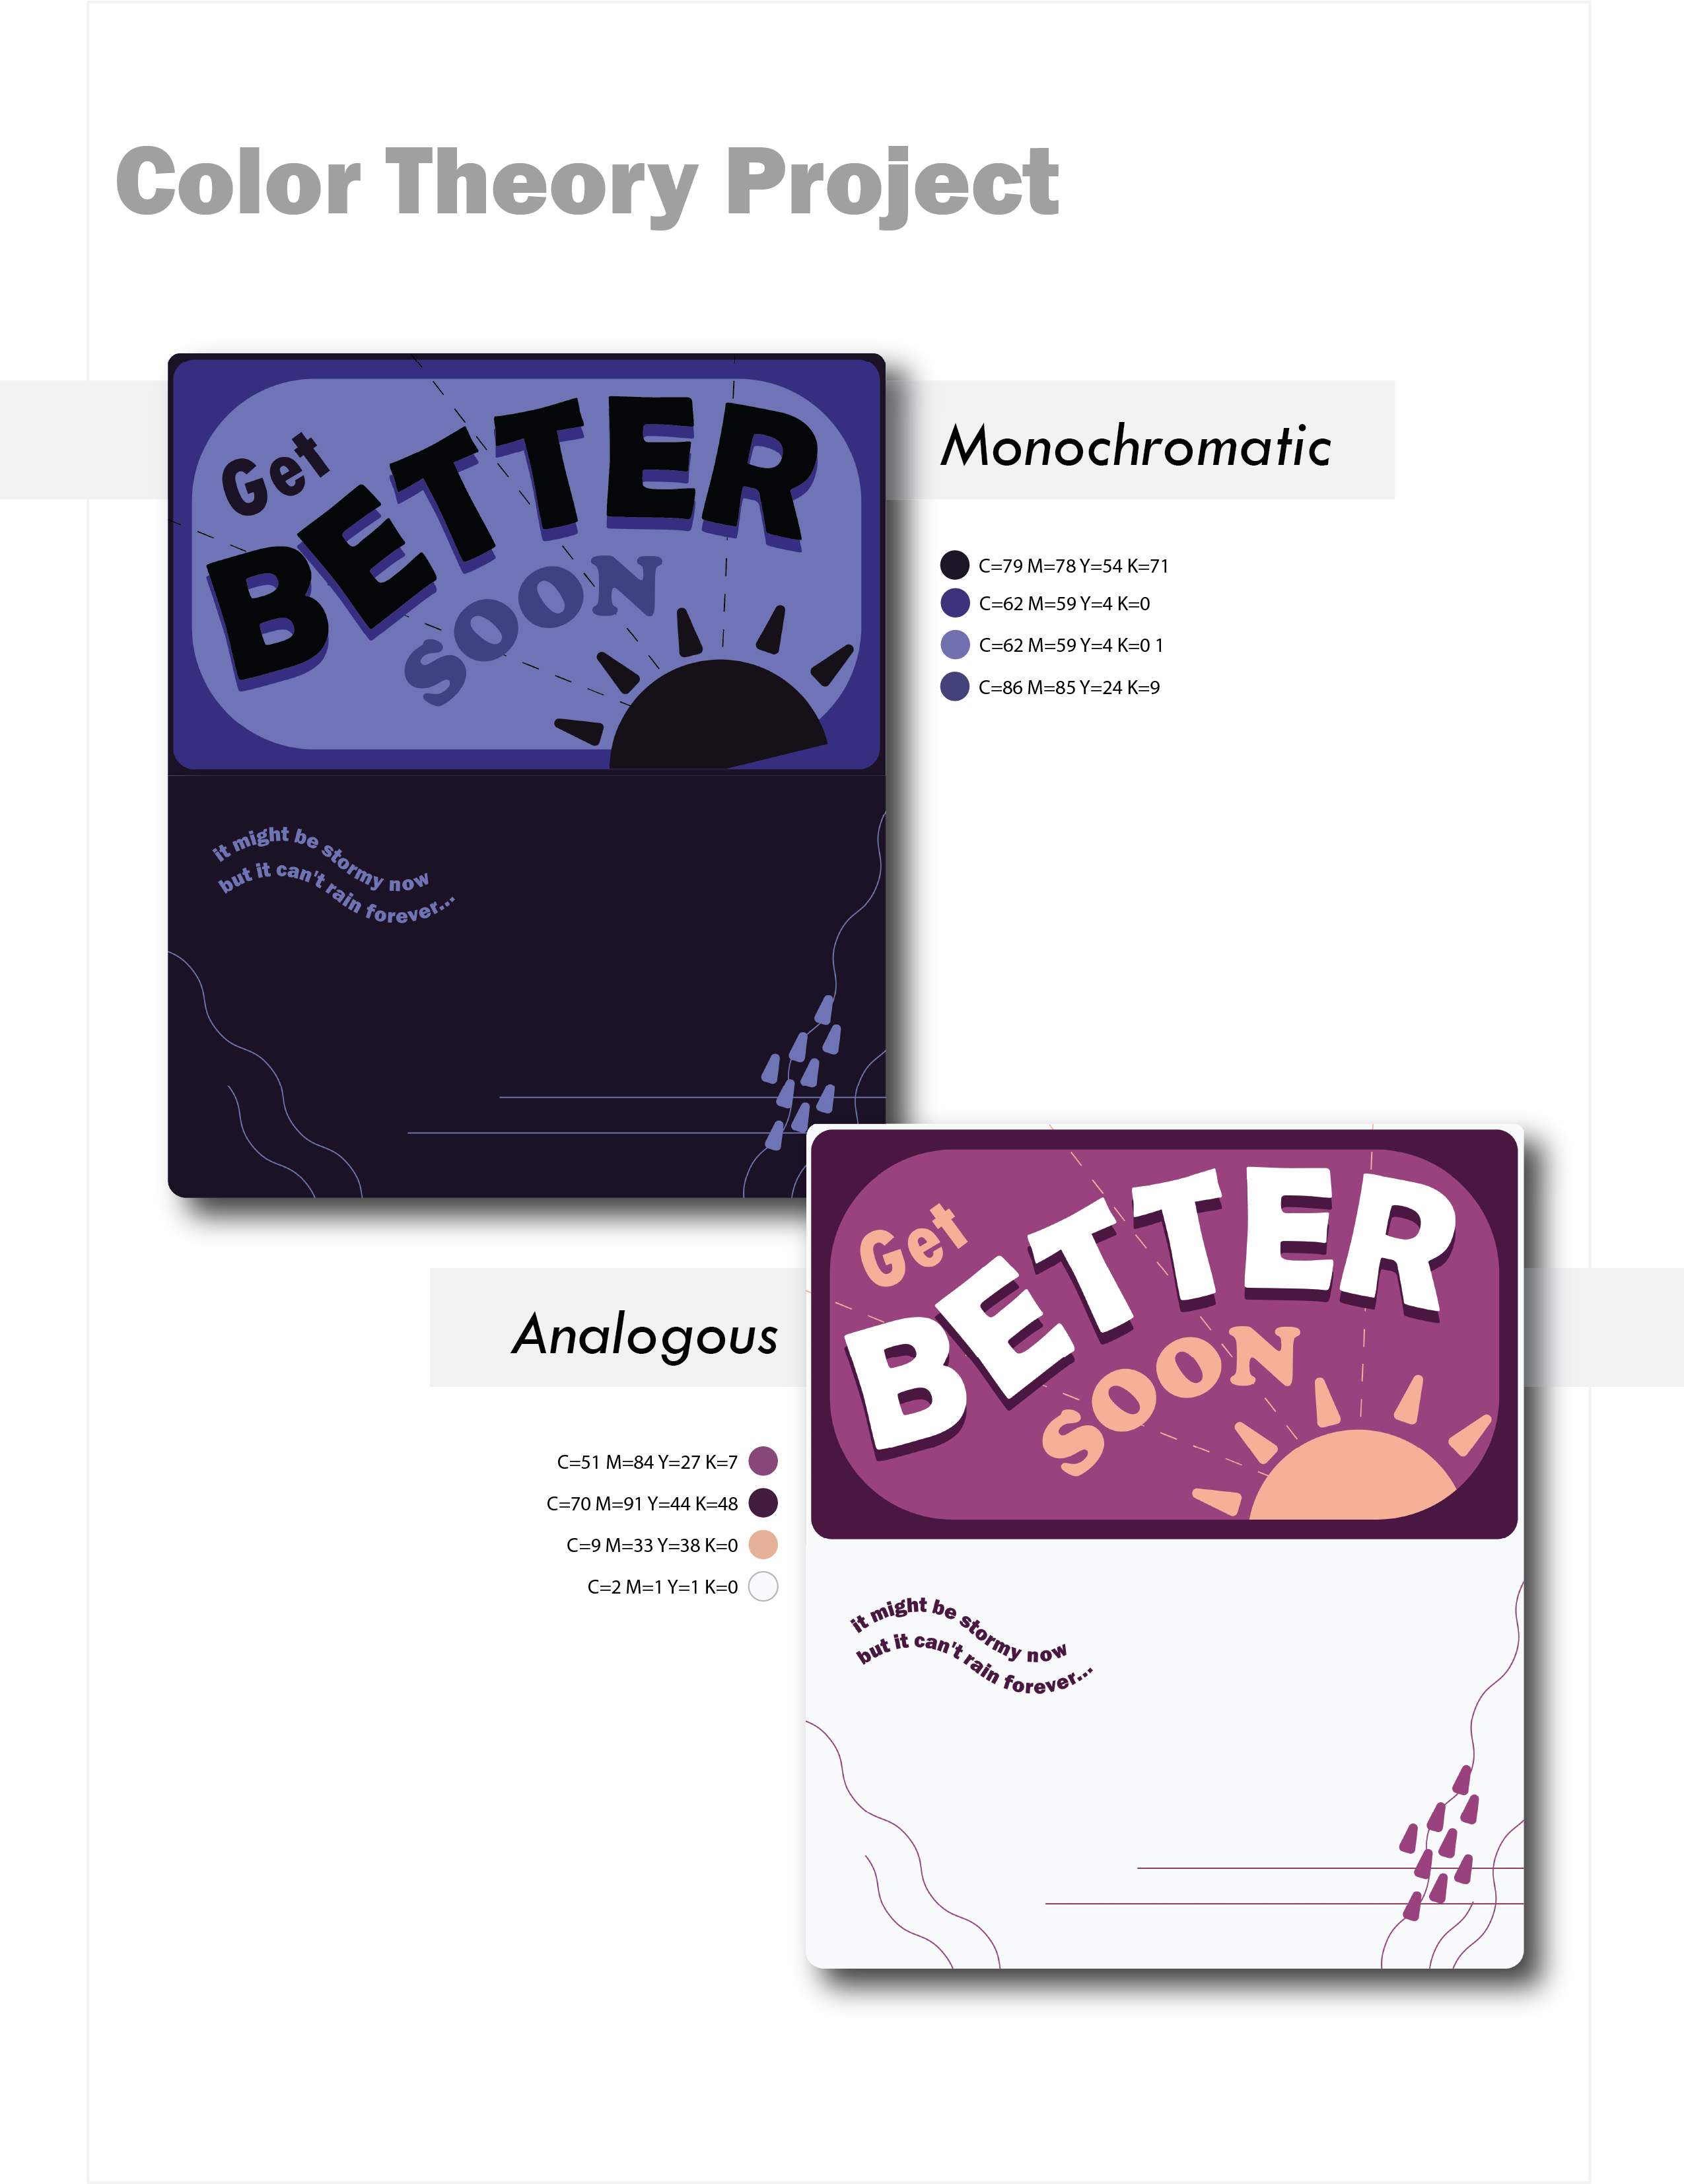 Color Theory Project
Get
BETTER
SOON
it might be stormy now
but it can't rain forever...
Monochromatic
C=79 M=78 Y=54 K=71
C=62 M=59 Y=4 K=0
C=62 M=59 Y=4 K=0 1
C=86 M=85 Y=24 K=9
Analogous
C=51 M=84 Y=27 K=7
C=70 M=91 Y=44 K=48
C=9 M=33 Y=38 K=0
C=2 M=1 Y=1 K=0
Get
BETTER
SOON
it might be stormy now
but it can't rain forever...